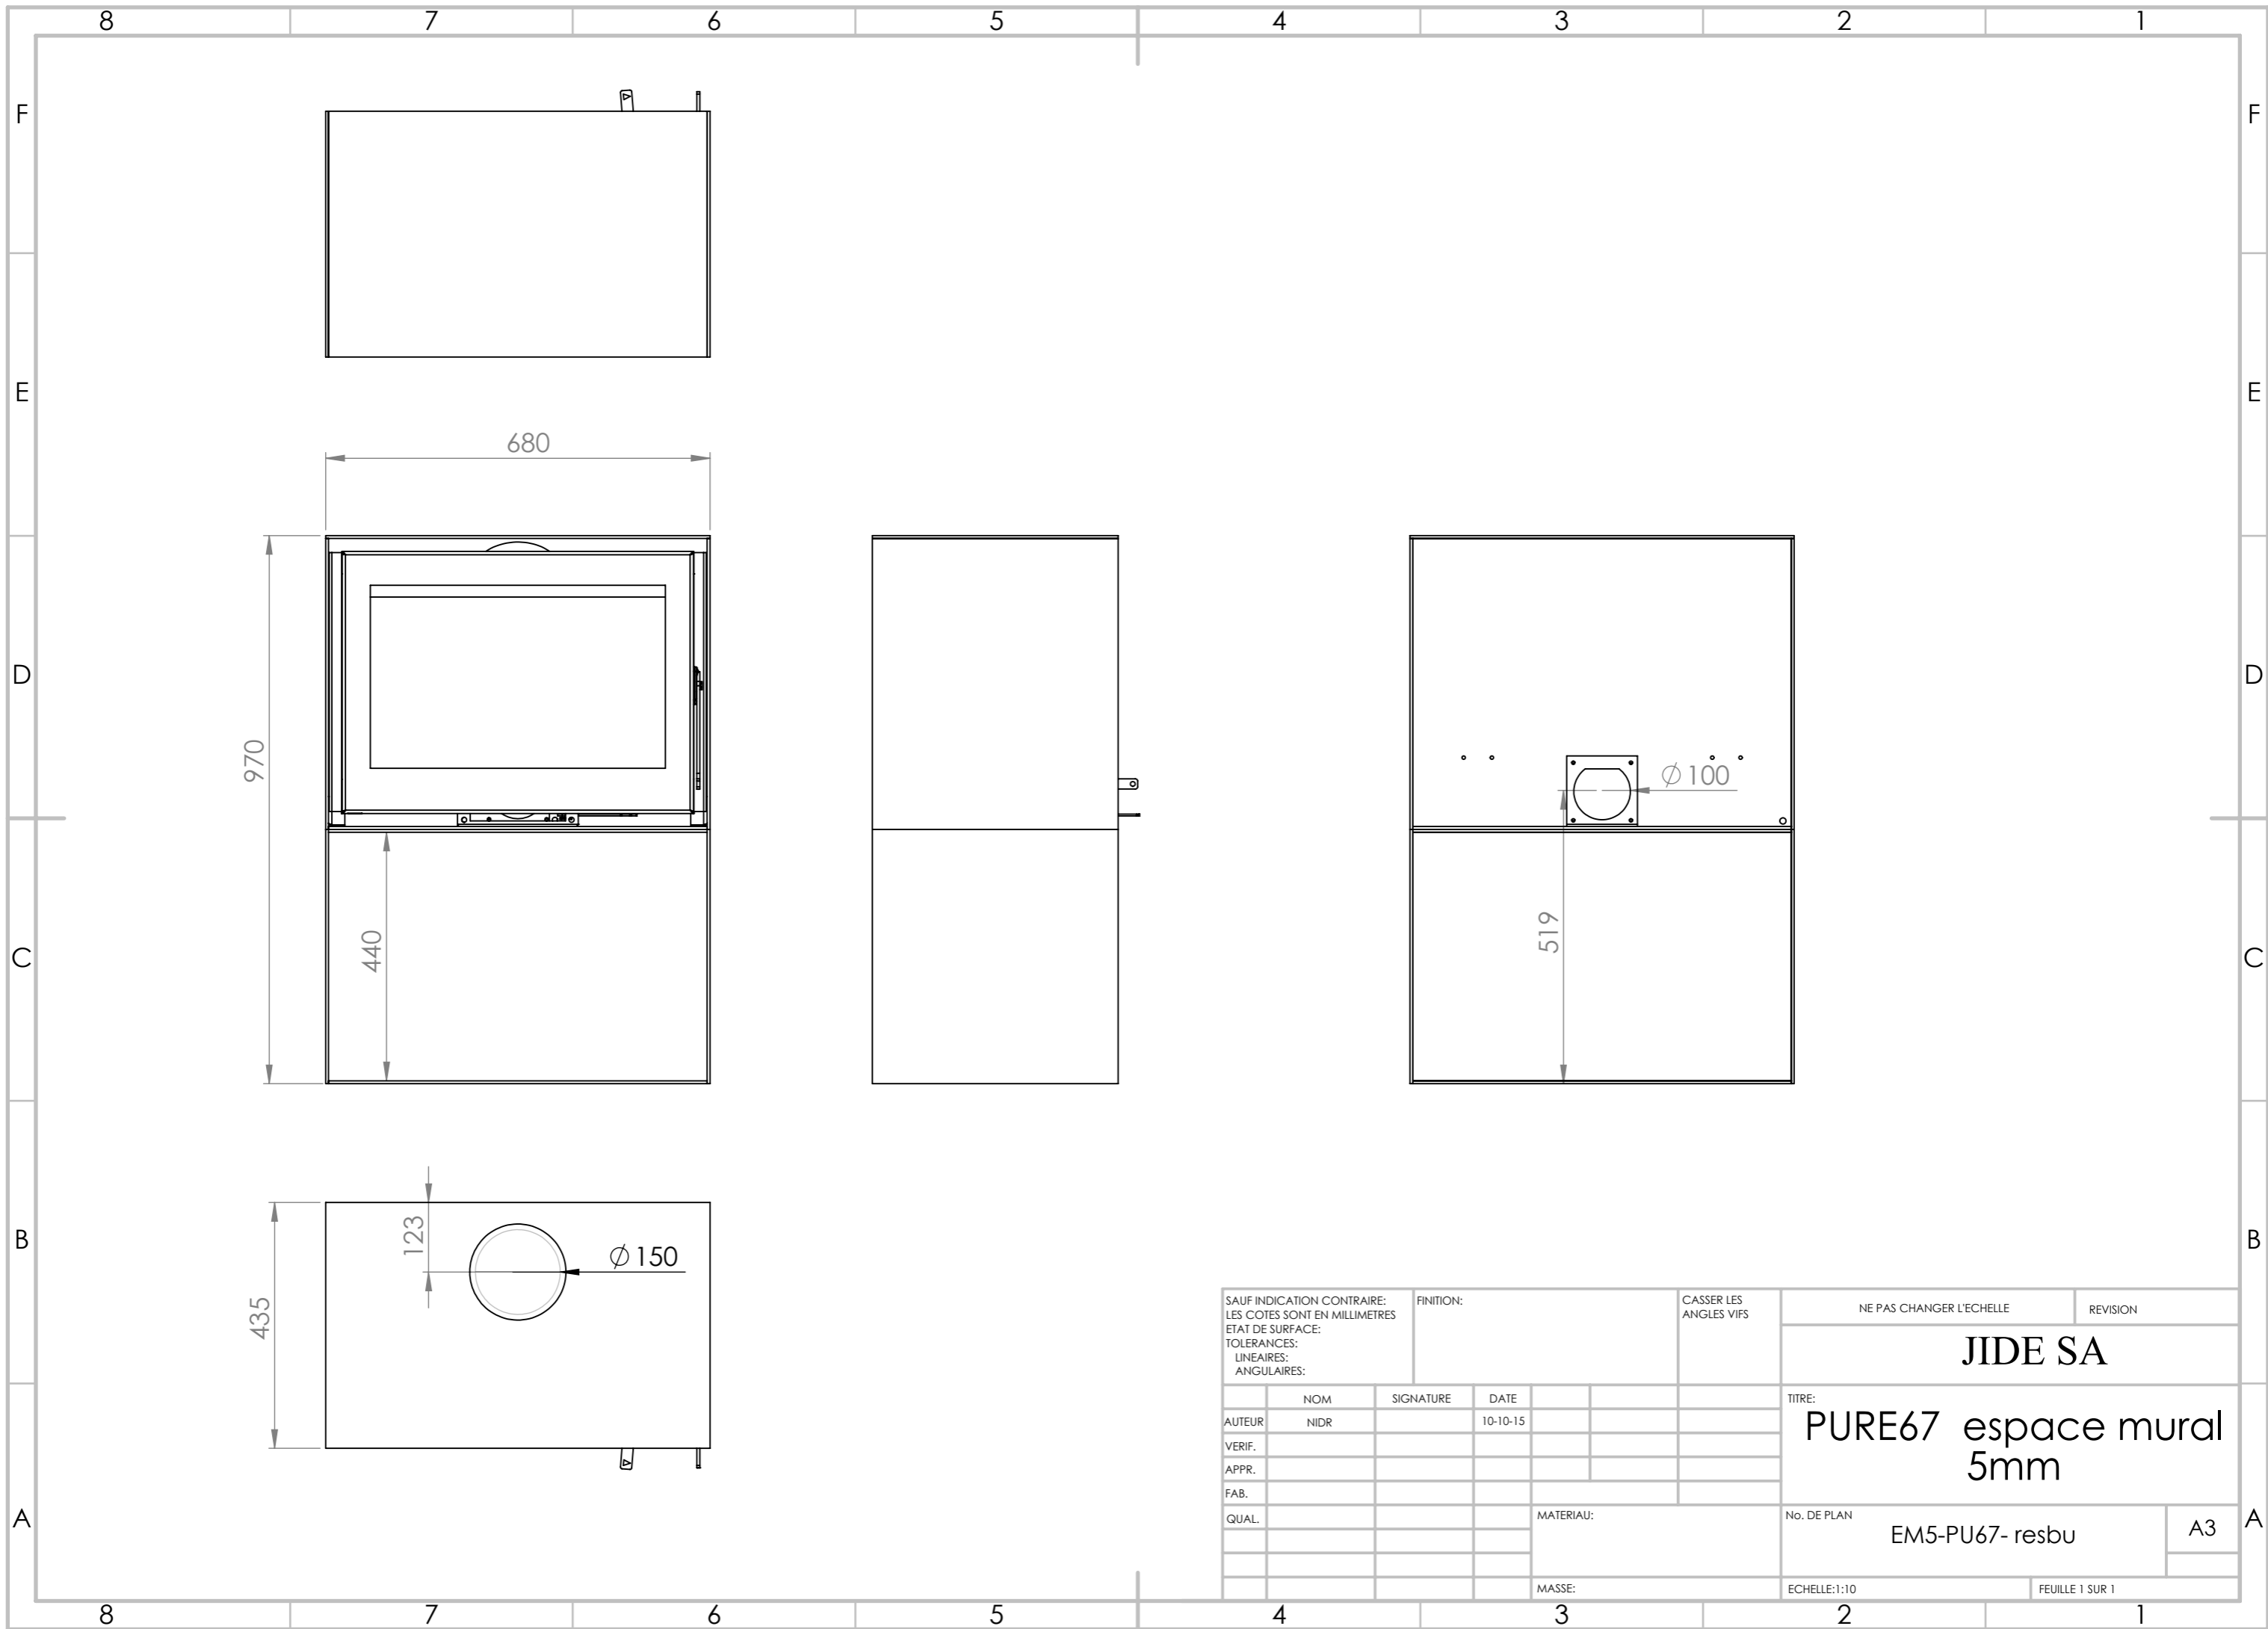 8 7 6 5 4 3 2 1
F F
E E
680
D D
970
Ø 100
440
519
C C
123
Ø 150
435
B B
SAUF INDICATION CONTRAIRE:
LES COTES SONT EN MILLIMETRES
ETAT DE SURFACE:
TOLERANCES:
LINEAIRES:
ANGULAIRES:
FINITION:
CASSER LES
ANGLES VIFS
NE PAS CHANGER L'ECHELLE
REVISION
JIDE SA
NOM SIGNATURE DATE
AUTEUR NIDR 10-10-15
VERIF.
APPR.
FAB.
QUAL.
TITRE:
PURE67 espace mural
5mm
MATERIAU:
No. DE PLAN
EM5-PU67- resbu
A3
A A
MASSE:
ECHELLE:1:10
FEUILLE 1 SUR 1
8 7 6 5 4 3 2 1